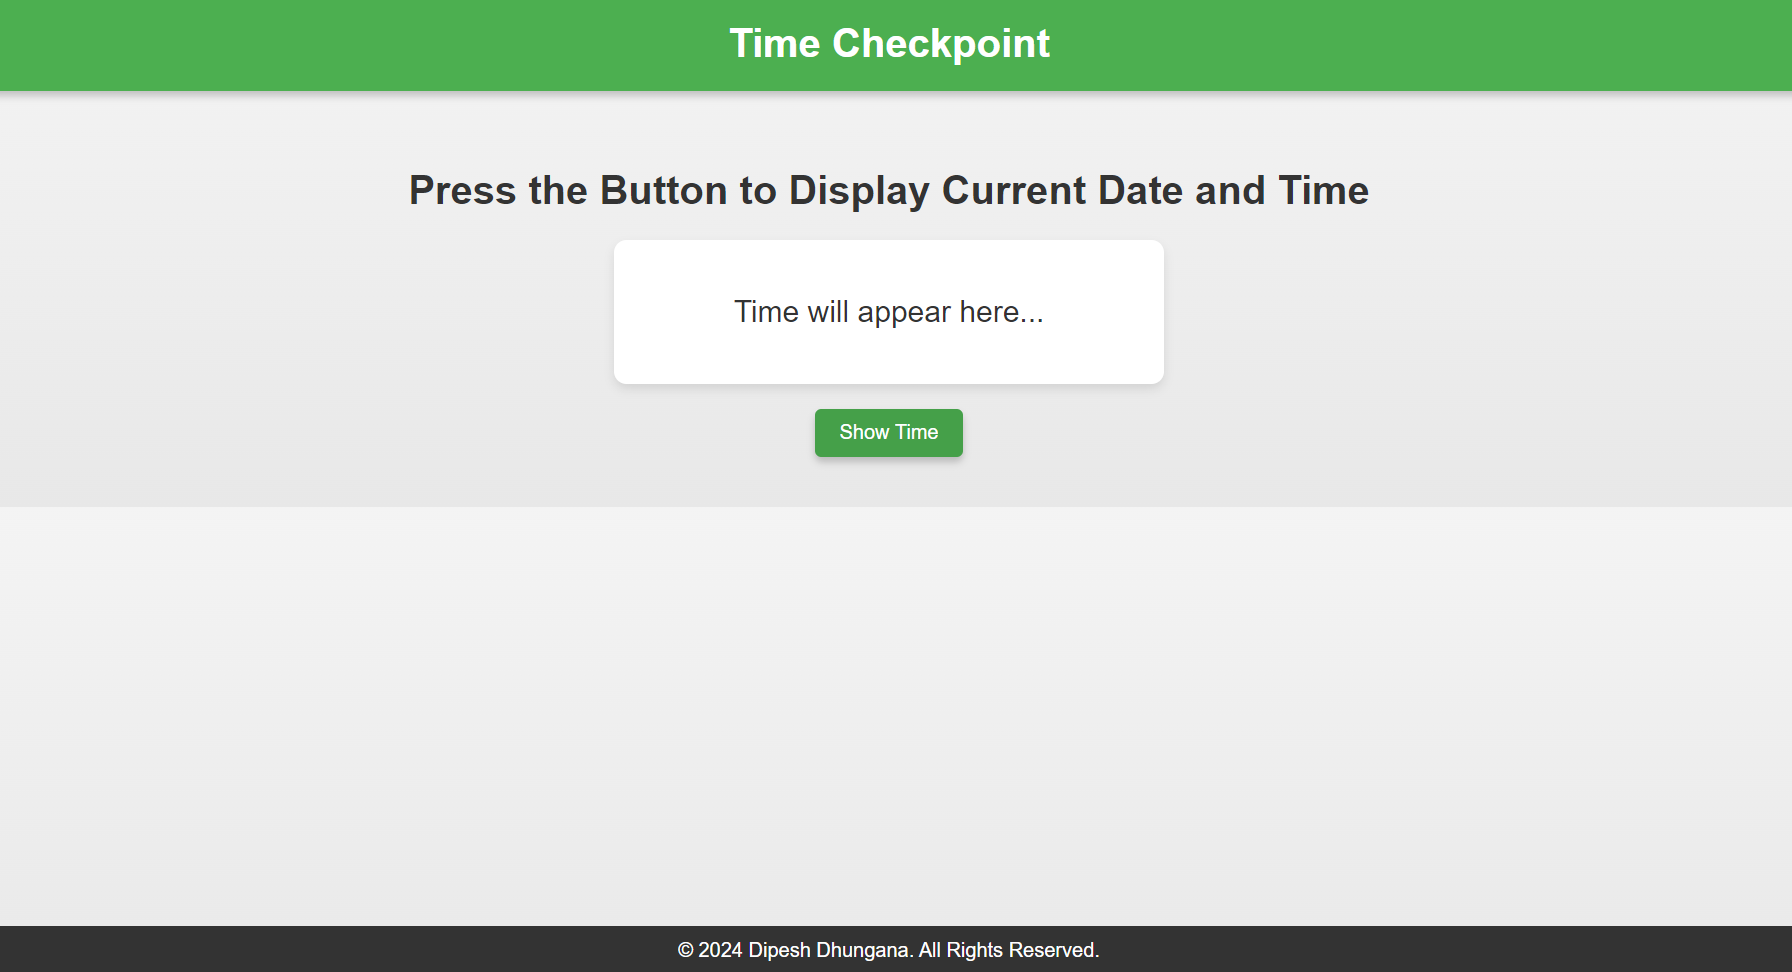 Time Checkpoint
Press the Button to Display Current Date and Time
Time will appear here...
Show Time
© 2024 Dipesh Dhungana. All Rights Reserved.